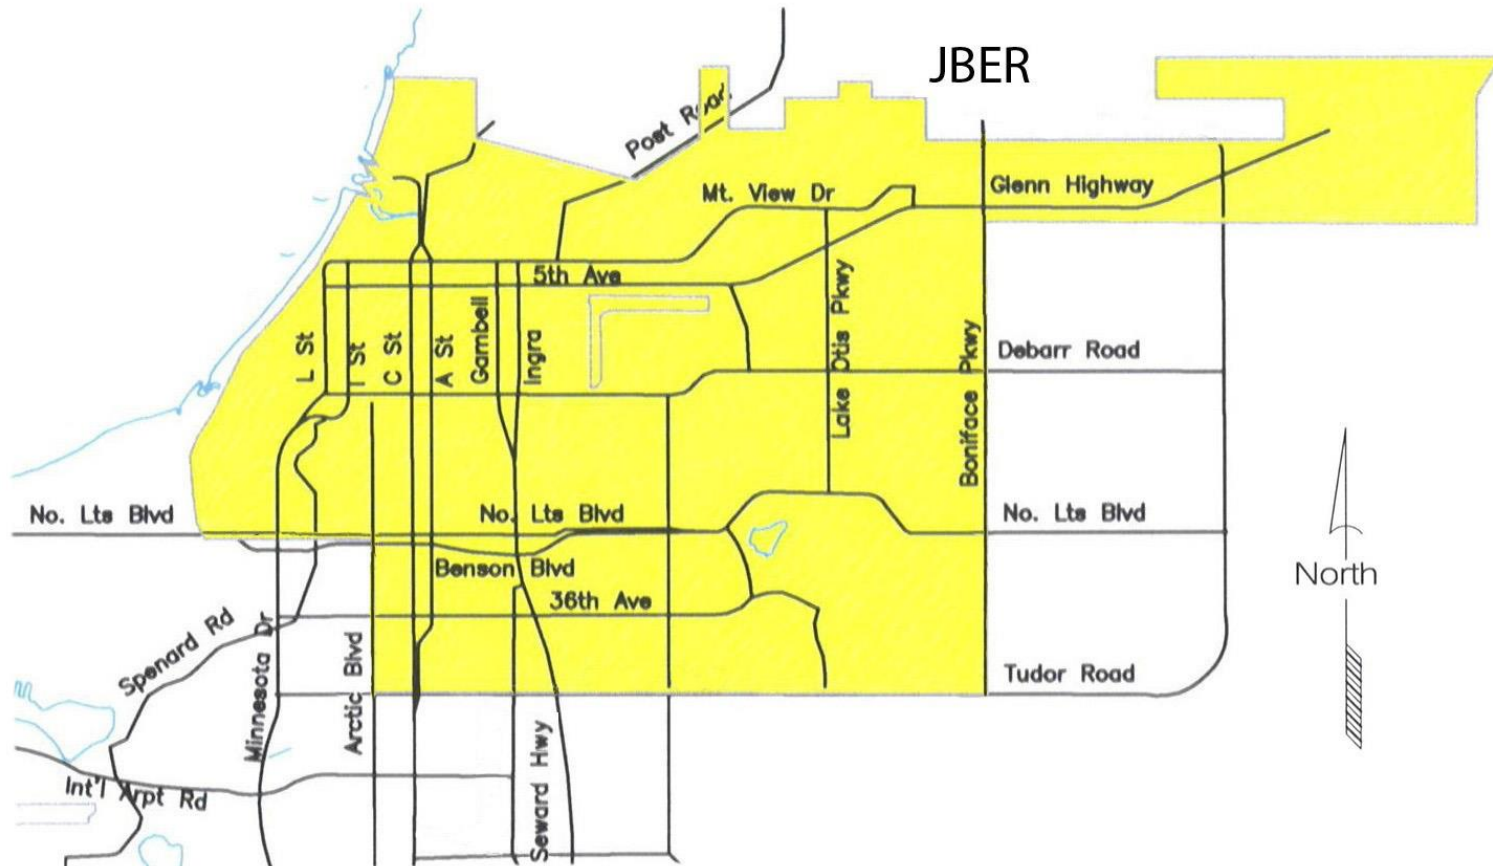 JBER
Post Road
Mt. View Dr
Glenn Highway
5th Ave
L St
I St
C St
A St
Gambell
Ingra
Lake Otis Pkwy
Boniface Pkwy
Debarr Road
No. Lts Blvd
No. Lts Blvd
No. Lts Blvd
Benson Blvd
North
36th Ave
Spenard Rd
Minnesota Dr
Arctic Blvd
Tudor Road
Seward Hwy
Int'l Arpt Rd